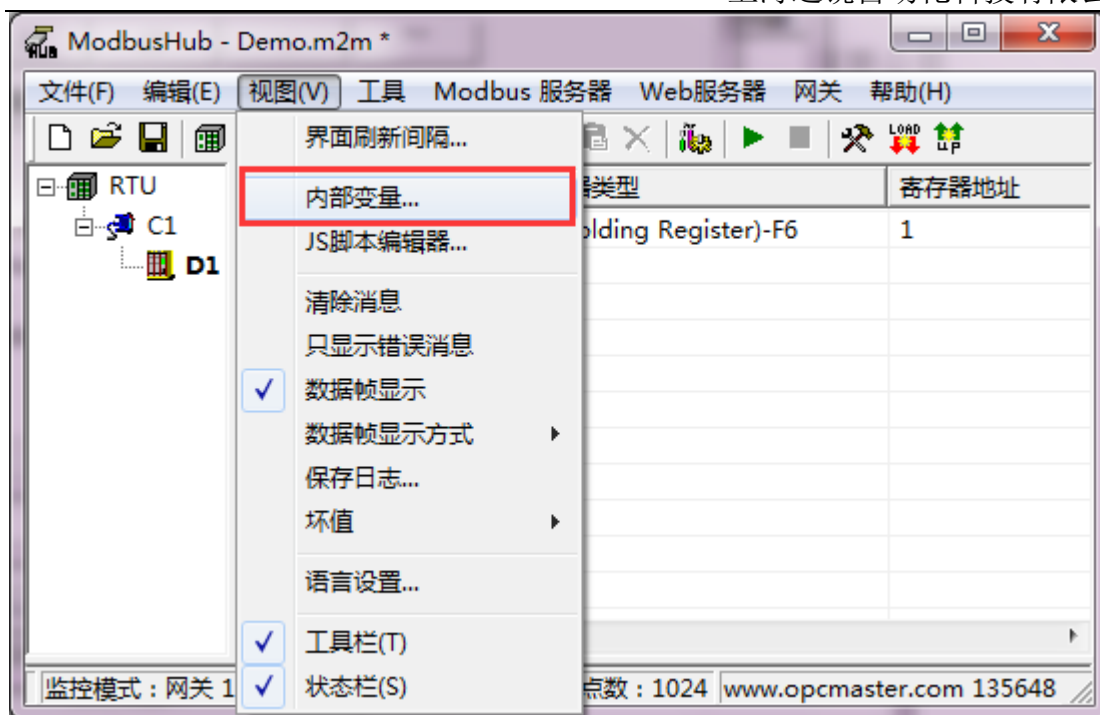 ModbusHub - Demo.m2m *
文件(F) 编辑(E) 视图(V) 工具 Modbus 服务器 Web服务器 网关 帮助(H)
LOAD UP
RTU
C1
D1
界面刷新间隔...
内部变量...
JS脚本编辑器...
清除消息
只显示错误消息
数据帧显示
数据帧显示方式
保存日志...
坏值
语言设置...
工具栏(T)
状态栏(S)
器类型 寄存器地址
olding Register)-F6 1
监控模式：网关 1 点数：1024 www.opcmaster.com 135648